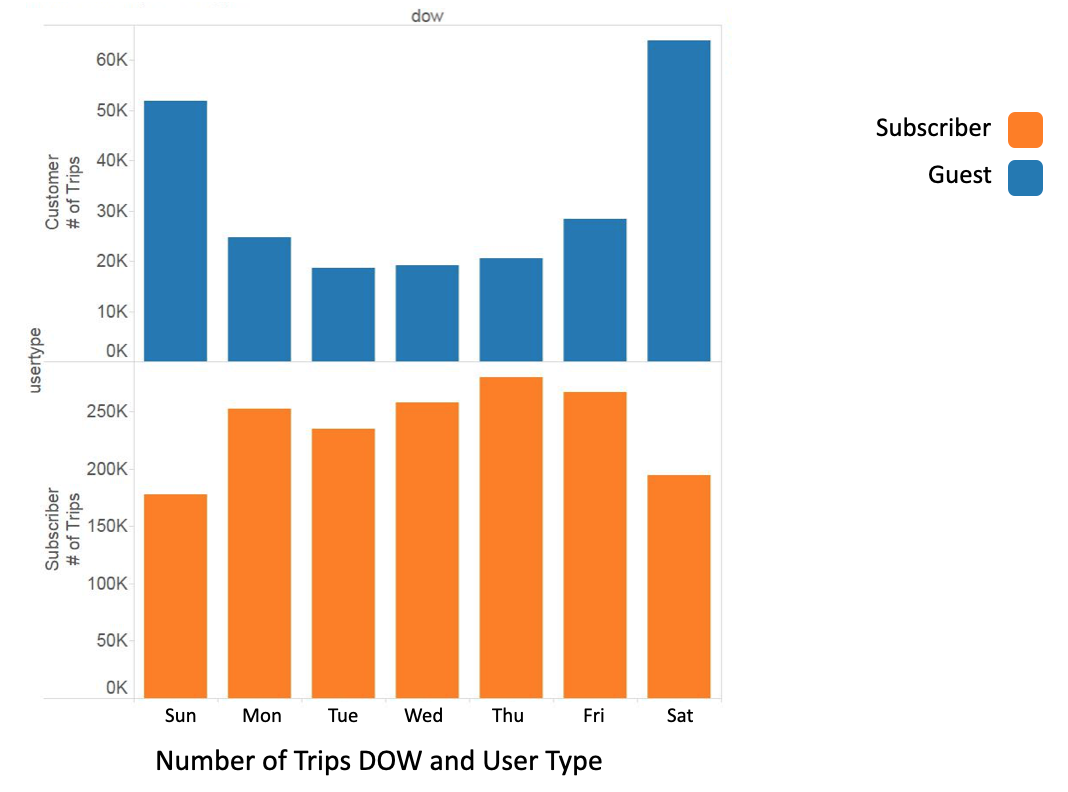 dow
60K
50K
40K
30K
20K
10K
0K
Customer
# of Trips
usertype
250K
200K
150K
100K
50K
0K
Subscriber
# of Trips
Sun Mon Tue Wed Thu Fri Sat
Number of Trips DOW and User Type
Subscriber
Guest